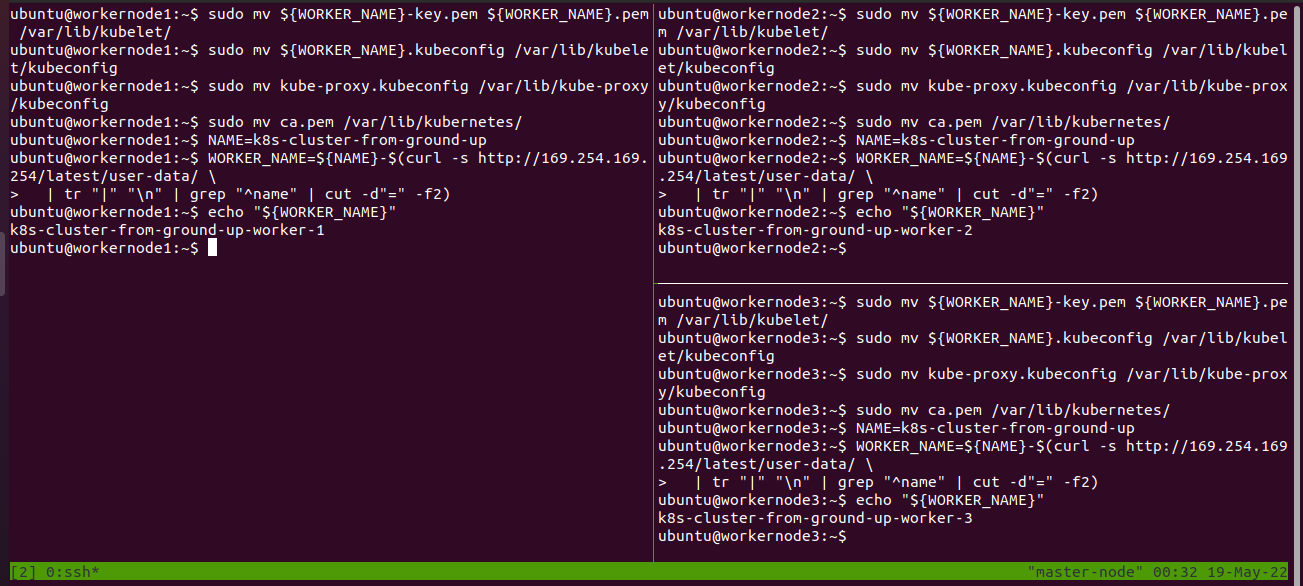 ubuntu@workernode1:~$ sudo mv ${WORKER_NAME}-key.pem ${WORKER_NAME}.pem
 /var/lib/kubelet/
ubuntu@workernode1:~$ sudo mv ${WORKER_NAME}.kubeconfig /var/lib/kubele
t/kubeconfig
ubuntu@workernode1:~$ sudo mv kube-proxy.kubeconfig /var/lib/kube-proxy
/kubeconfig
ubuntu@workernode1:~$ sudo mv ca.pem /var/lib/kubernetes/
ubuntu@workernode1:~$ NAME=k8s-cluster-from-ground-up
ubuntu@workernode1:~$ WORKER_NAME=${NAME}-$(curl -s http://169.254.169.
254/latest/user-data/ \
>   | tr "|" "\n" | grep "^name" | cut -d"=" -f2)
ubuntu@workernode1:~$ echo "${WORKER_NAME}"
k8s-cluster-from-ground-up-worker-1
ubuntu@workernode1:~$
ubuntu@workernode2:~$ sudo mv ${WORKER_NAME}-key.pem ${WORKER_NAME}.pe
m /var/lib/kubelet/
ubuntu@workernode2:~$ sudo mv ${WORKER_NAME}.kubeconfig /var/lib/kubel
et/kubeconfig
ubuntu@workernode2:~$ sudo mv kube-proxy.kubeconfig /var/lib/kube-prox
y/kubeconfig
ubuntu@workernode2:~$ sudo mv ca.pem /var/lib/kubernetes/
ubuntu@workernode2:~$ NAME=k8s-cluster-from-ground-up
ubuntu@workernode2:~$ WORKER_NAME=${NAME}-$(curl -s http://169.254.169
.254/latest/user-data/ \
>   | tr "|" "\n" | grep "^name" | cut -d"=" -f2)
ubuntu@workernode2:~$ echo "${WORKER_NAME}"
k8s-cluster-from-ground-up-worker-2
ubuntu@workernode2:~$
ubuntu@workernode3:~$ sudo mv ${WORKER_NAME}-key.pem ${WORKER_NAME}.pe
m /var/lib/kubelet/
ubuntu@workernode3:~$ sudo mv ${WORKER_NAME}.kubeconfig /var/lib/kubel
et/kubeconfig
ubuntu@workernode3:~$ sudo mv kube-proxy.kubeconfig /var/lib/kube-prox
y/kubeconfig
ubuntu@workernode3:~$ sudo mv ca.pem /var/lib/kubernetes/
ubuntu@workernode3:~$ NAME=k8s-cluster-from-ground-up
ubuntu@workernode3:~$ WORKER_NAME=${NAME}-$(curl -s http://169.254.169
.254/latest/user-data/ \
>   | tr "|" "\n" | grep "^name" | cut -d"=" -f2)
ubuntu@workernode3:~$ echo "${WORKER_NAME}"
k8s-cluster-from-ground-up-worker-3
ubuntu@workernode3:~$
[2] 0:ssh* "master-node" 00:32 19-May-22